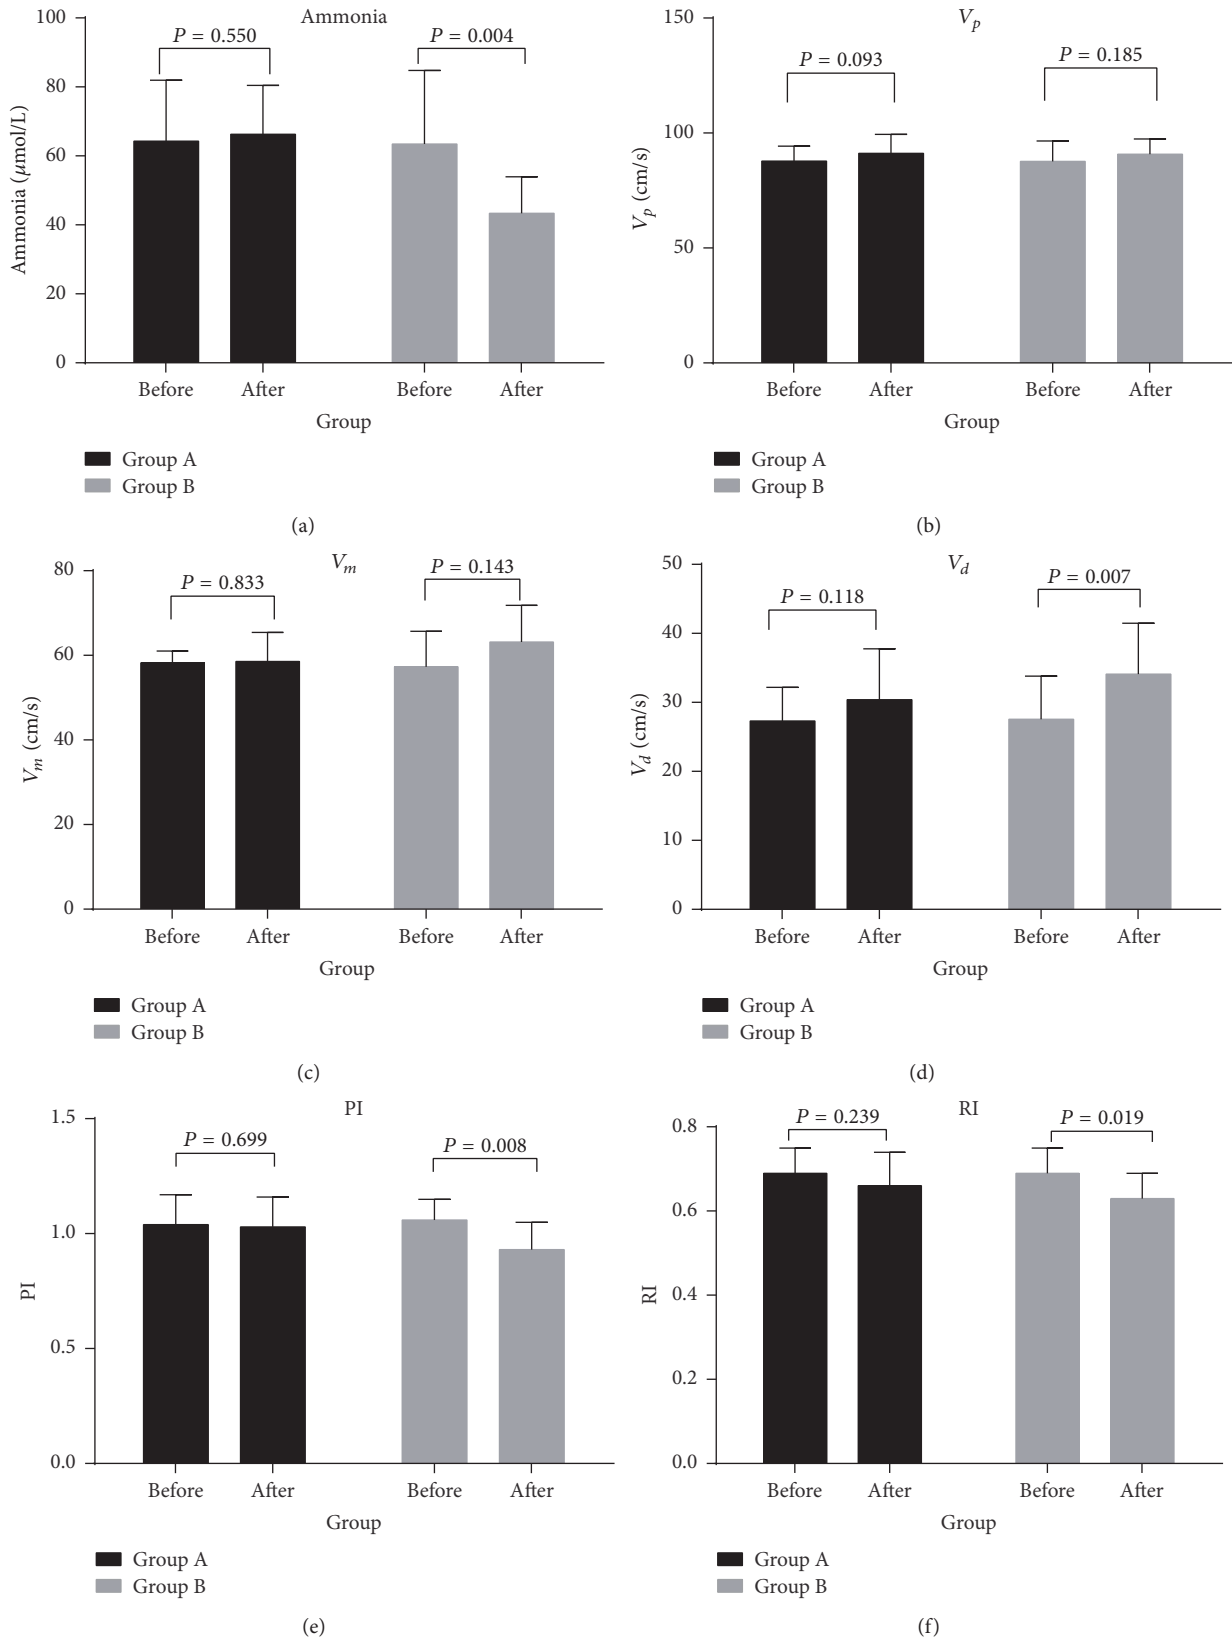 Ammonia
P = 0.550
P = 0.004
100
80
60
40
20
0
Ammonia (μmol/L)
Before After Before After
Group
Group A
Group B
(a)
V_p
P = 0.093
P = 0.185
150
100
50
0
V_p (cm/s)
Before After Before After
Group
Group A
Group B
(b)
V_m
P = 0.833
P = 0.143
80
60
40
20
0
V_m (cm/s)
Before After Before After
Group
Group A
Group B
(c)
V_d
P = 0.118
P = 0.007
50
40
30
20
10
0
V_d (cm/s)
Before After Before After
Group
Group A
Group B
(d)
PI
P = 0.699
P = 0.008
1.5
1.0
0.5
0.0
PI
Before After Before After
Group
Group A
Group B
(e)
RI
P = 0.239
P = 0.019
0.8
0.6
0.4
0.2
0.0
RI
Before After Before After
Group
Group A
Group B
(f)